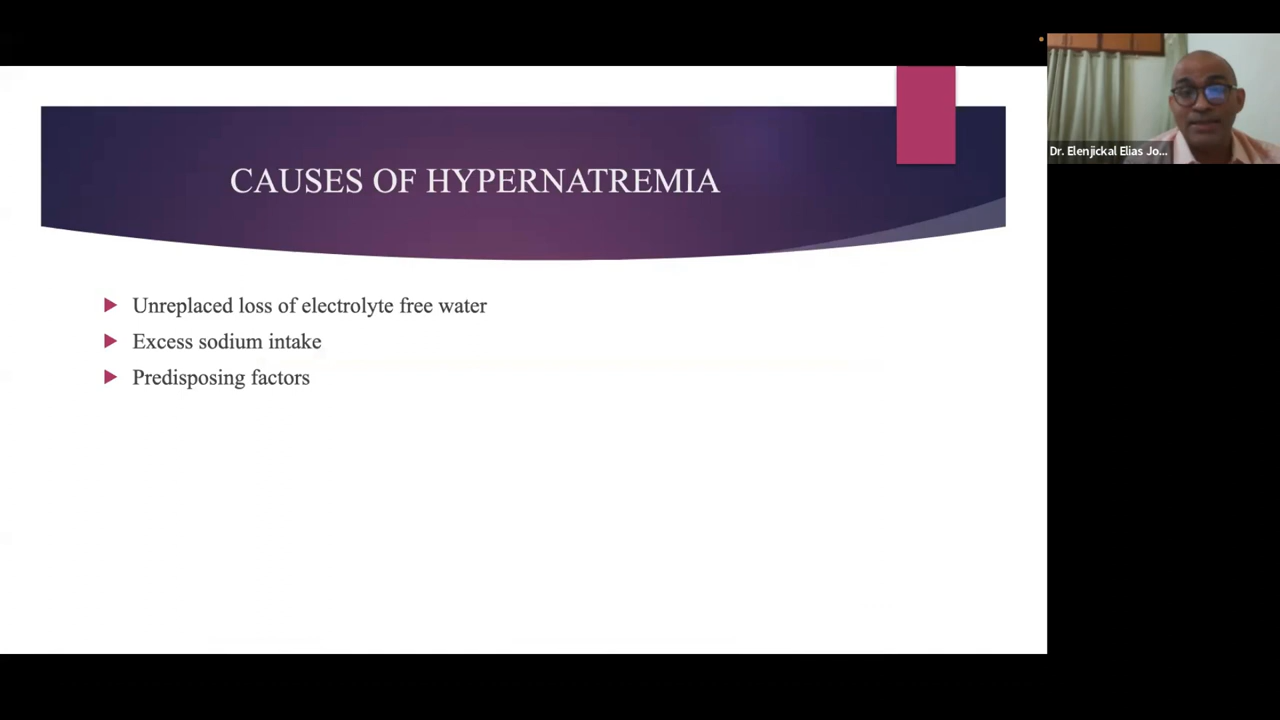 CAUSES OF HYPERNATREMIA
Unreplaced loss of electrolyte free water
Excess sodium intake
Predisposing factors
Dr. Elenjickal Elias Jo...